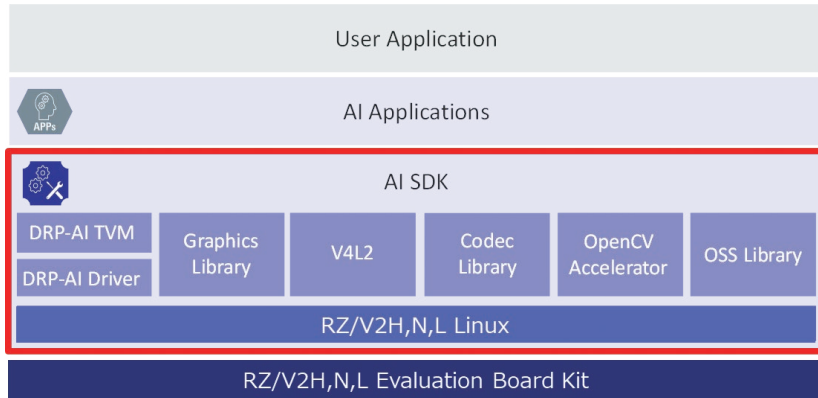 User Application
APPs
AI Applications
AI SDK
DRP-AI TVM
DRP-AI Driver
Graphics
Library
V4L2
Codec
Library
OpenCV
Accelerator
OSS Library
RZ/V2H,N,L Linux
RZ/V2H,N,L Evaluation Board Kit